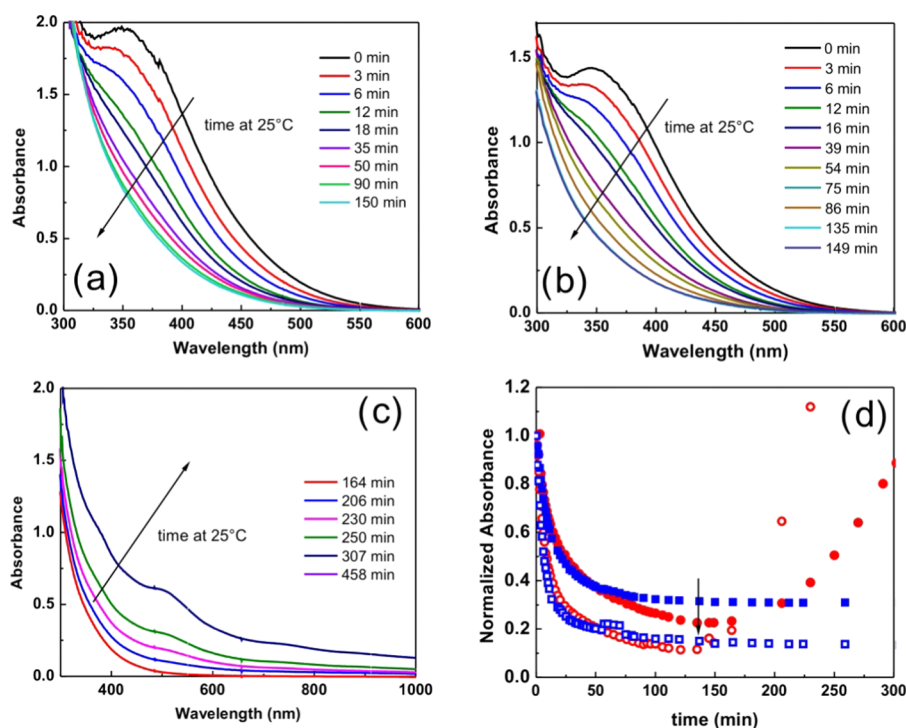 2.0
1.5
1.0
0.5
0.0
300 350 400 450 500 550 600
Absorbance
Wavelength (nm)
0 min
3 min
6 min
12 min
18 min
35 min
50 min
90 min
150 min
time at 25°C
(a)
1.5
1.0
0.5
0.0
300 350 400 450 500 550 600
Absorbance
Wavelength (nm)
0 min
3 min
6 min
12 min
16 min
39 min
54 min
75 min
86 min
135 min
149 min
time at 25°C
(b)
2.0
1.5
1.0
0.5
0.0
400 600 800 1000
Absorbance
Wavelength (nm)
(c)
164 min
206 min
230 min
250 min
307 min
458 min
time at 25°C
1.2
1.0
0.8
0.6
0.4
0.2
0.0
0 50 100 150 200 250 300
Normalized Absorbance
time (min)
(d)